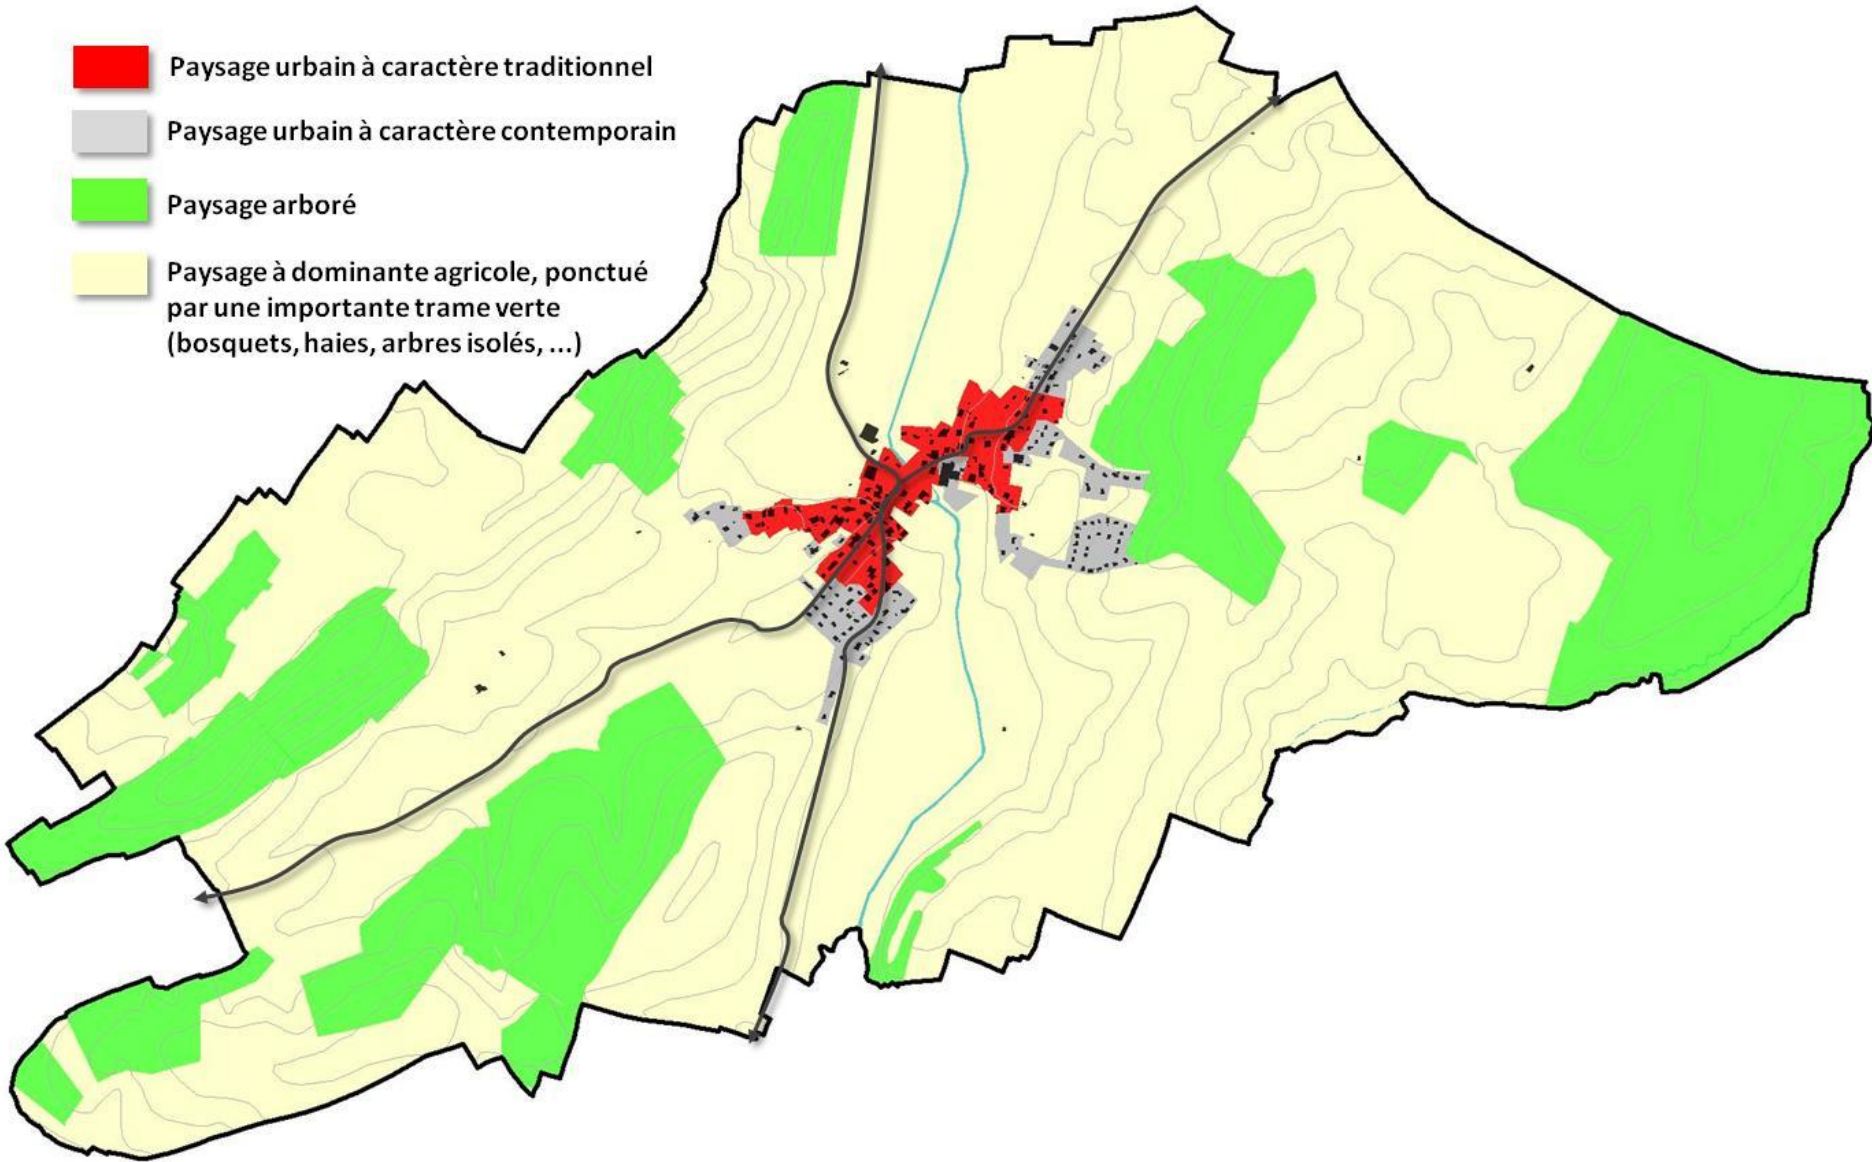 Paysage urbain à caractère traditionnel
Paysage urbain à caractère contemporain
Paysage arboré
Paysage à dominante agricole, ponctué
par une importante trame verte
(bosquets, haies, arbres isolés, ...)